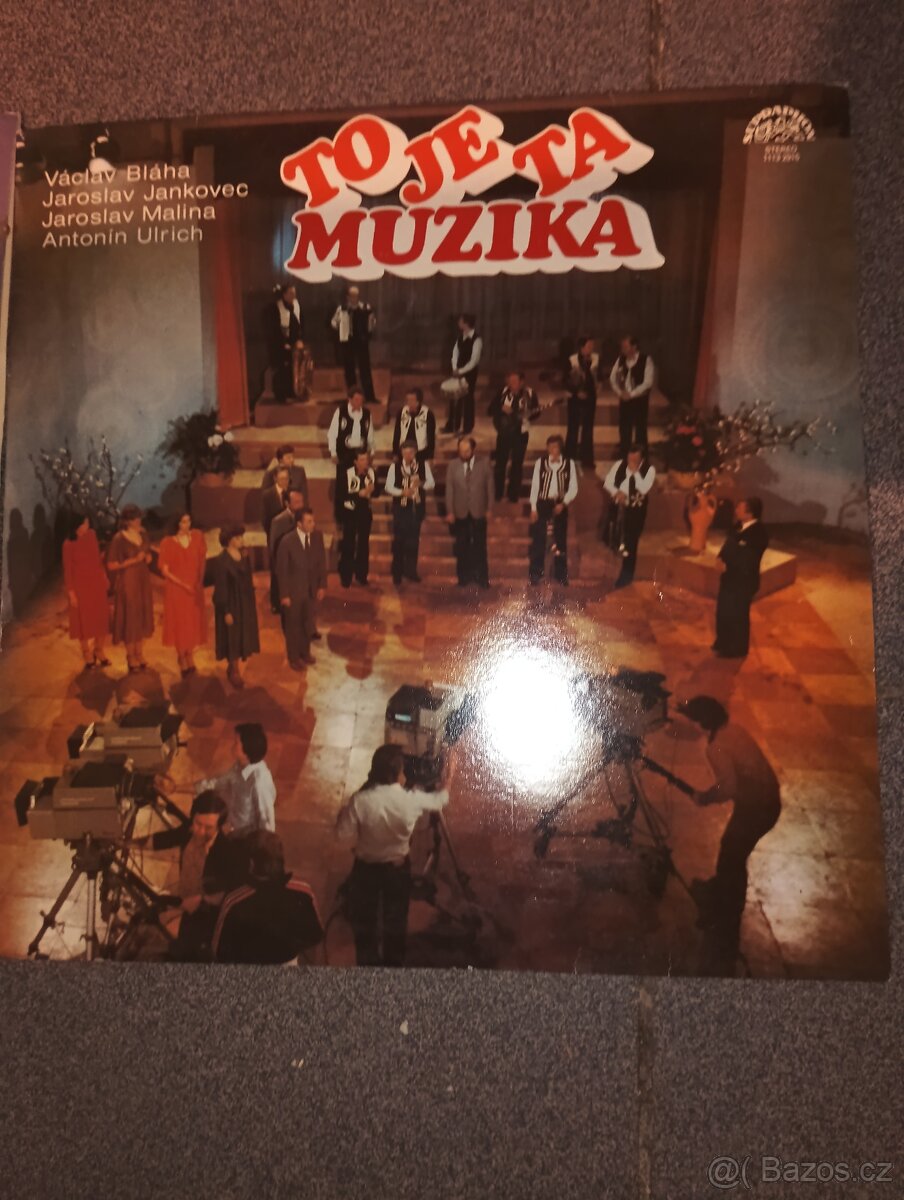 Václav Bláha
Jaroslav Jankovec
Jaroslav Malina
Antonín Ulrich
TO JE TA
MUZIKA
SUPRAPHON
STEREO
@( Bazos.cz